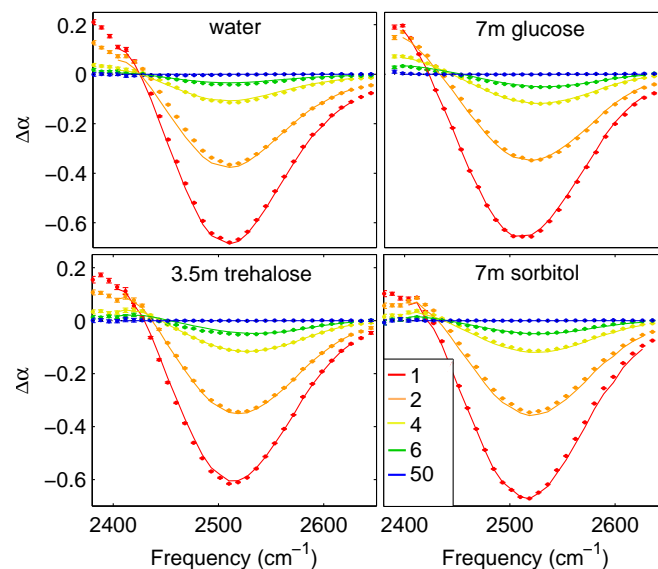 water
7m glucose
0.2
0
−0.2
−0.4
−0.6
Δα
3.5m trehalose
7m sorbitol
0.2
0
−0.2
−0.4
−0.6
Δα
1
2
4
6
50
2400 2500 2600
2400 2500 2600
Frequency (cm⁻¹)
Frequency (cm⁻¹)